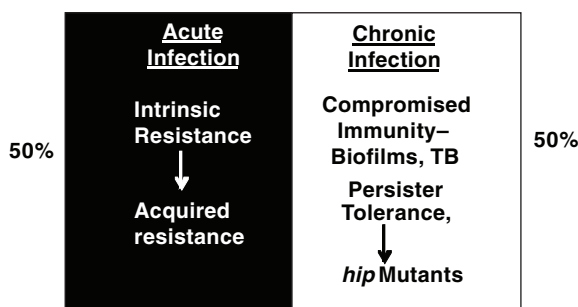 50%
Acute
Infection
Intrinsic
Resistance
Acquired
resistance
Chronic
Infection
Compromised
Immunity–
Biofilms, TB
Persister
Tolerance,
hip Mutants
50%